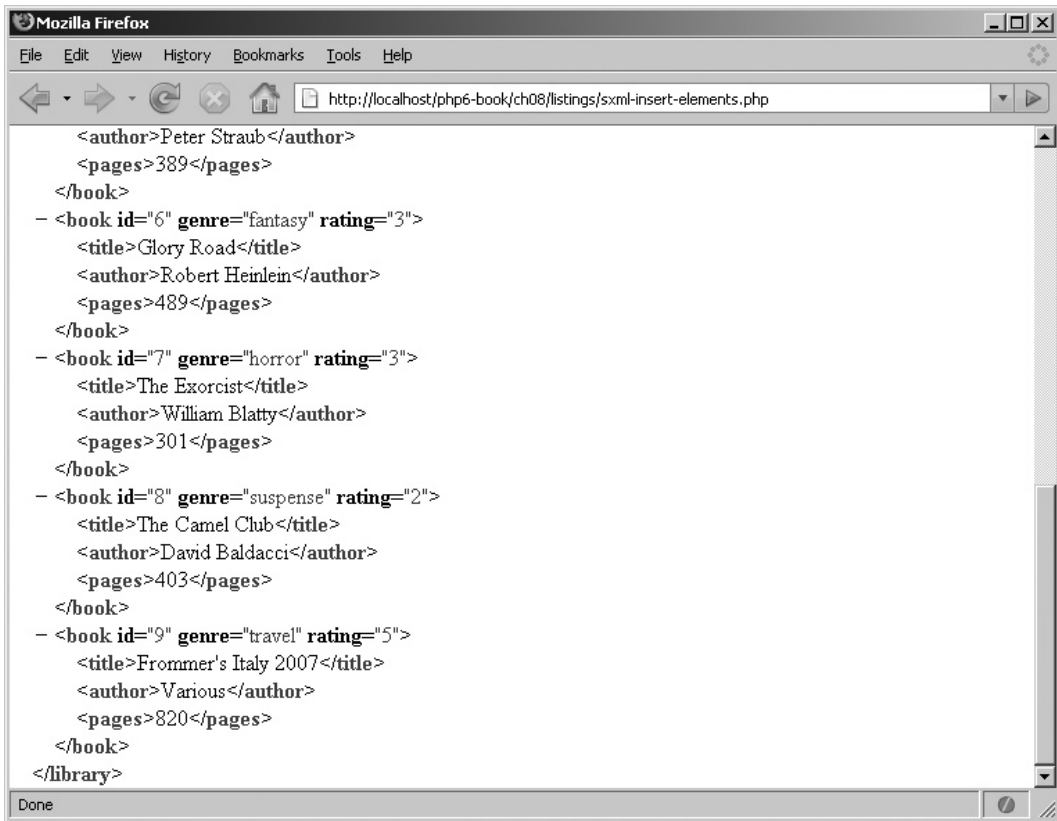 Mozilla Firefox
File Edit View History Bookmarks Tools Help
http://localhost/php6-book/ch08/listings/sxml-insert-elements.php
<author>Peter Straub</author>
<pages>389</pages>
</book>
– <book id="6" genre="fantasy" rating="3">
<title>Glory Road</title>
<author>Robert Heinlein</author>
<pages>489</pages>
</book>
– <book id="7" genre="horror" rating="3">
<title>The Exorcist</title>
<author>William Blatty</author>
<pages>301</pages>
</book>
– <book id="8" genre="suspense" rating="2">
<title>The Camel Club</title>
<author>David Baldacci</author>
<pages>403</pages>
</book>
– <book id="9" genre="travel" rating="5">
<title>Frommer's Italy 2007</title>
<author>Various</author>
<pages>820</pages>
</book>
</library>
Done